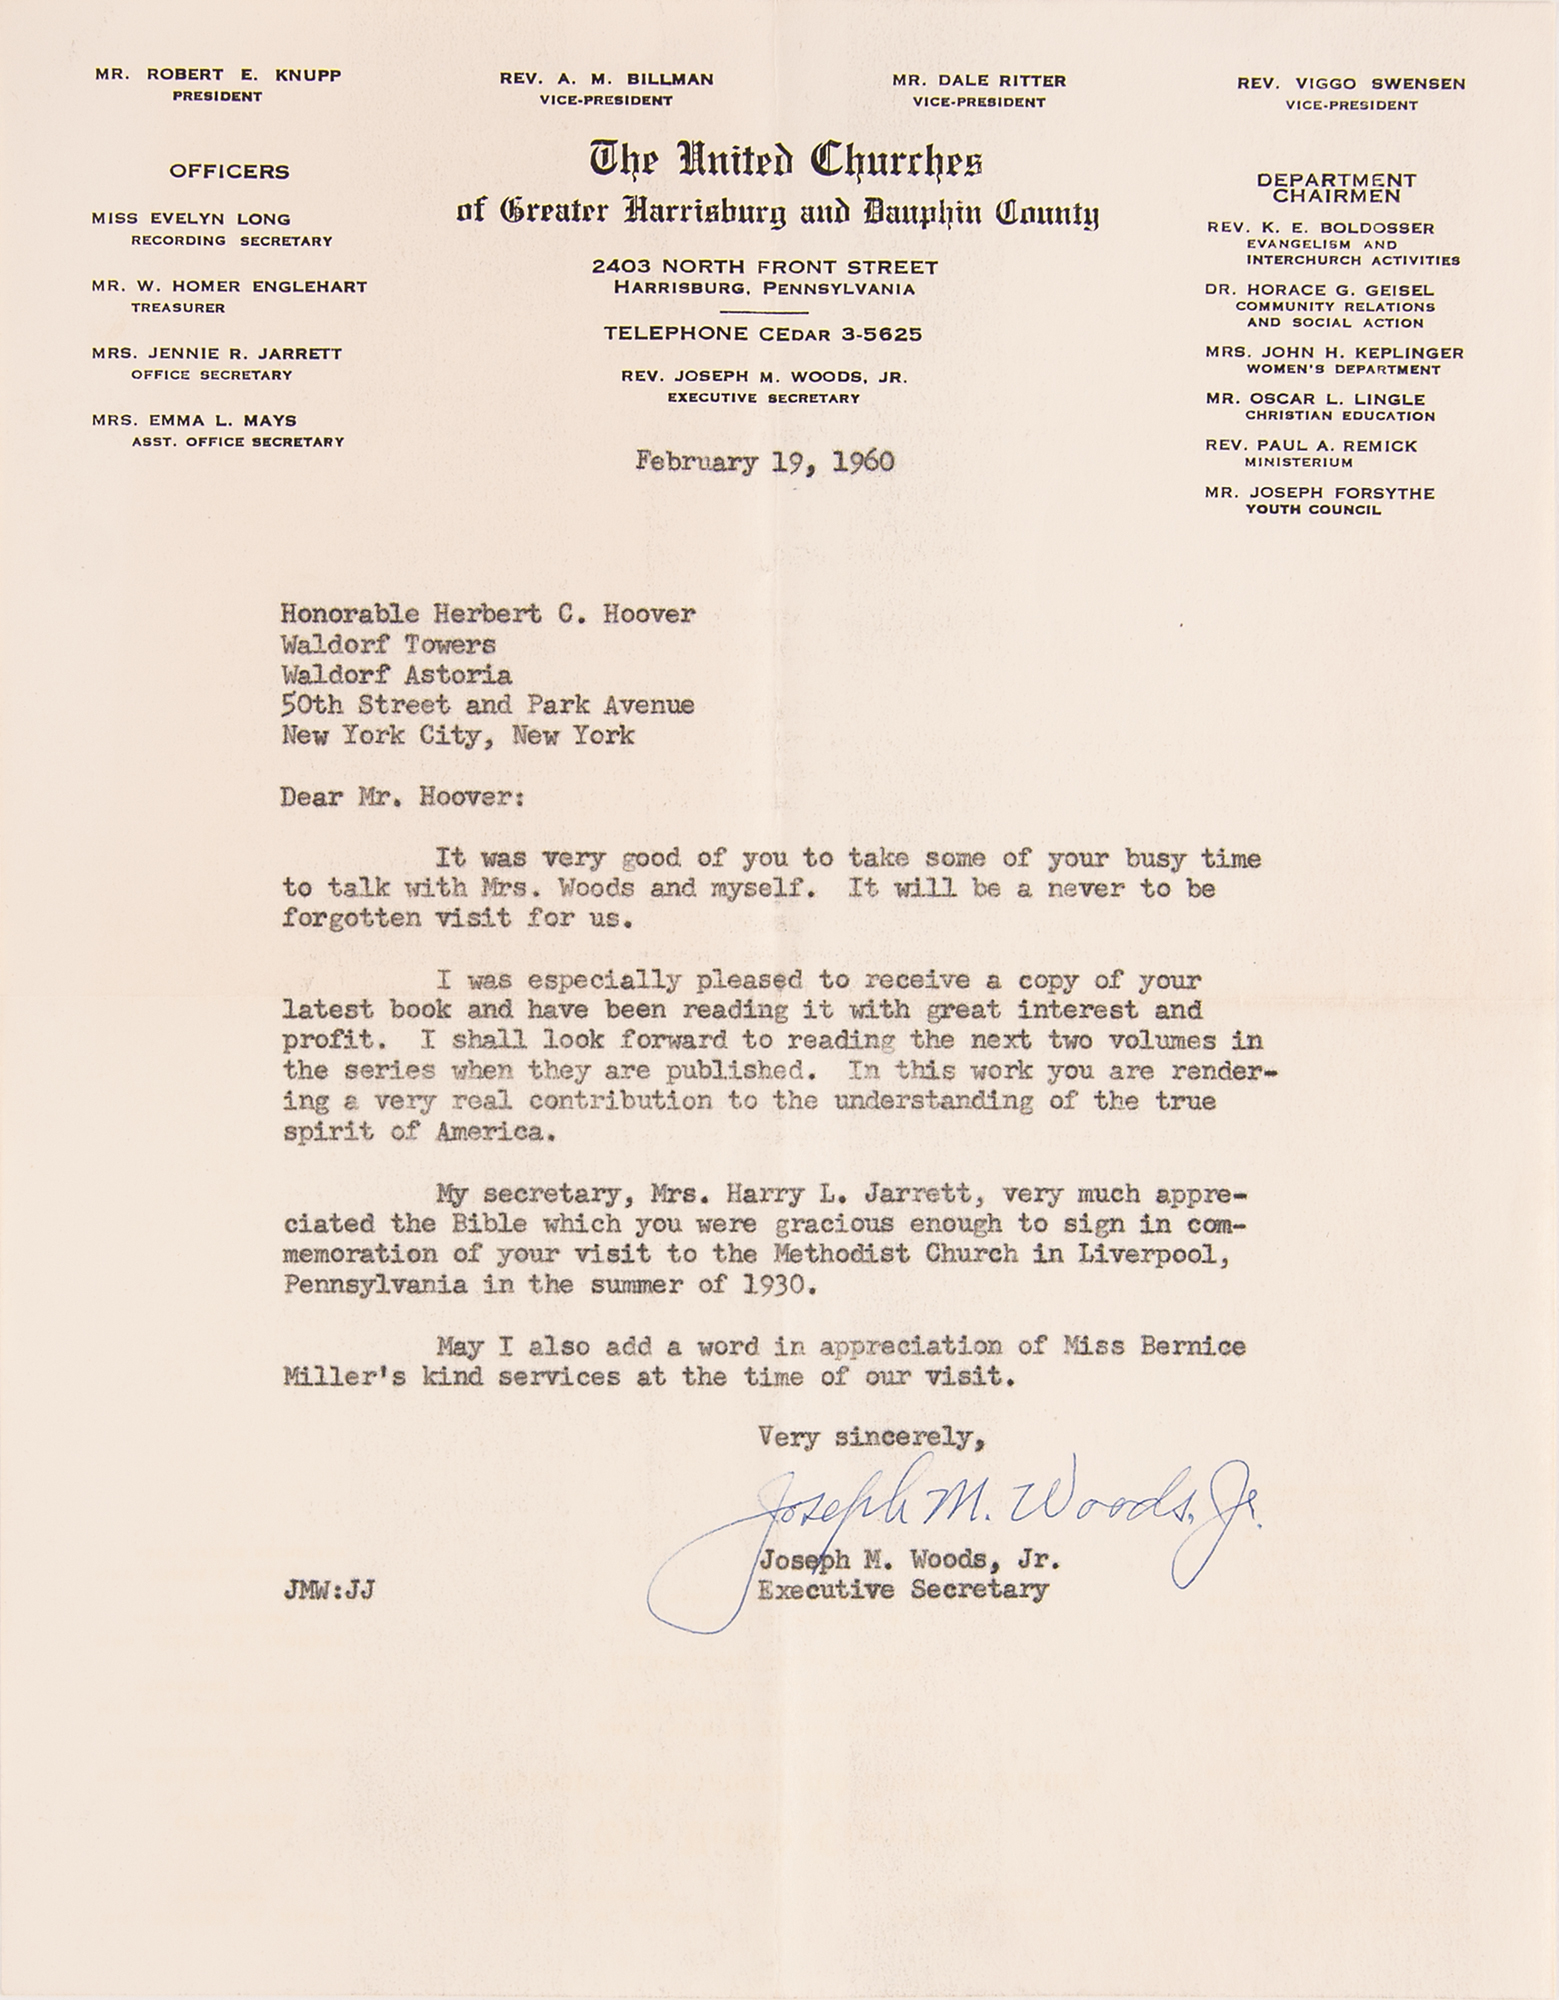 MR. ROBERT E. KNUPP
PRESIDENT
REV. A. M. BILLMAN
VICE-PRESIDENT
MR. DALE RITTER
VICE-PRESIDENT
REV. VIGGO SWENSEN
VICE-PRESIDENT
The United Churches
of Greater Harrisburg and Dauphin County
2403 NORTH FRONT STREET
HARRISBURG, PENNSYLVANIA
TELEPHONE CEDAR 3-5625
REV. JOSEPH M. WOODS, JR.
EXECUTIVE SECRETARY
OFFICERS
MISS EVELYN LONG
RECORDING SECRETARY
MR. W. HOMER ENGLEHART
TREASURER
MRS. JENNIE R. JARRETT
OFFICE SECRETARY
MRS. EMMA L. MAYS
ASST. OFFICE SECRETARY
DEPARTMENT
CHAIRMEN
REV. K. E. BOLDOSSER
EVANGELISM AND
INTERCHURCH ACTIVITIES
DR. HORACE G. GEISEL
COMMUNITY RELATIONS
AND SOCIAL ACTION
MRS. JOHN H. KEPLINGER
WOMEN'S DEPARTMENT
MR. OSCAR L. LINGLE
CHRISTIAN EDUCATION
REV. PAUL A. REMICK
MINISTERIUM
MR. JOSEPH FORSYTHE
YOUTH COUNCIL
February 19, 1960
Honorable Herbert C. Hoover
Waldorf Towers
Waldorf Astoria
50th Street and Park Avenue
New York City, New York
Dear Mr. Hoover:
It was very good of you to take some of your busy time
to talk with Mrs. Woods and myself. It will be a never to be
forgotten visit for us.
I was especially pleased to receive a copy of your
latest book and have been reading it with great interest and
profit. I shall look forward to reading the next two volumes in
the series when they are published. In this work you are render-
ing a very real contribution to the understanding of the true
spirit of America.
My secretary, Mrs. Harry L. Jarrett, very much appre-
ciated the Bible which you were gracious enough to sign in com-
memoration of your visit to the Methodist Church in Liverpool,
Pennsylvania in the summer of 1930.
May I also add a word in appreciation of Miss Bernice
Miller's kind services at the time of our visit.
Very sincerely,
Joseph M. Woods, Jr.
Joseph M. Woods, Jr.
JMW:JJ Executive Secretary